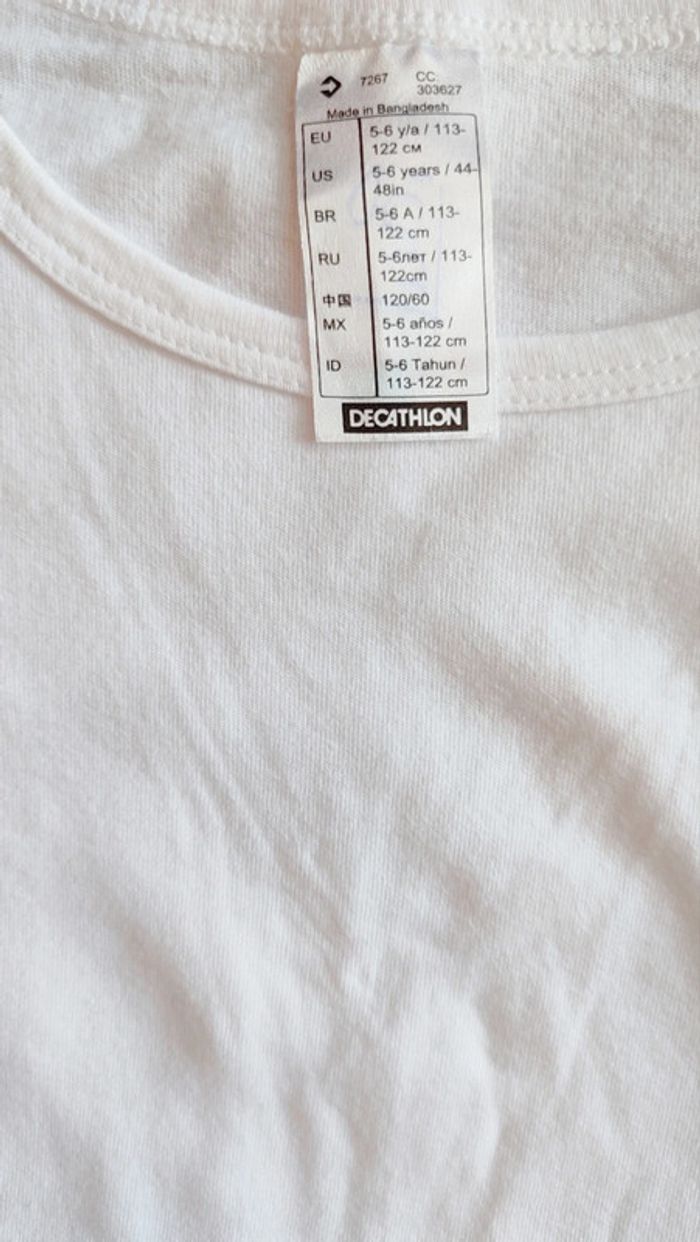 7267 CC:
303627
Made in Bangladesh
EU 5-6 y/a / 113-
122 см
US 5-6 years / 44-
48in
BR 5-6 A / 113-
122 cm
RU 5-6лет / 113-
122cm
中国 120/60
MX 5-6 años /
113-122 cm
ID 5-6 Tahun /
113-122 cm
DECATHLON